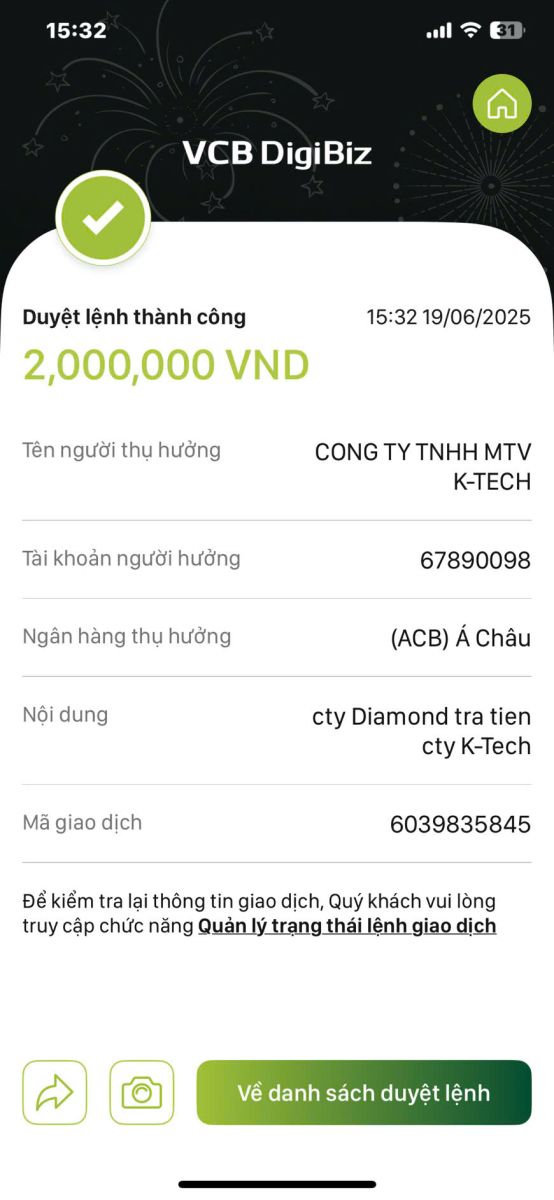 15:32
31
VCB DigiBiz
Duyệt lệnh thành công
15:32 19/06/2025
2,000,000 VND
Tên người thụ hưởng
CONG TY TNHH MTV
K-TECH
Tài khoản người hưởng
67890098
Ngân hàng thụ hưởng
(ACB) Á Châu
Nội dung
cty Diamond tra tien
cty K-Tech
Mã giao dịch
6039835845
Để kiểm tra lại thông tin giao dịch, Quý khách vui lòng
truy cập chức năng Quản lý trạng thái lệnh giao dịch
Về danh sách duyệt lệnh